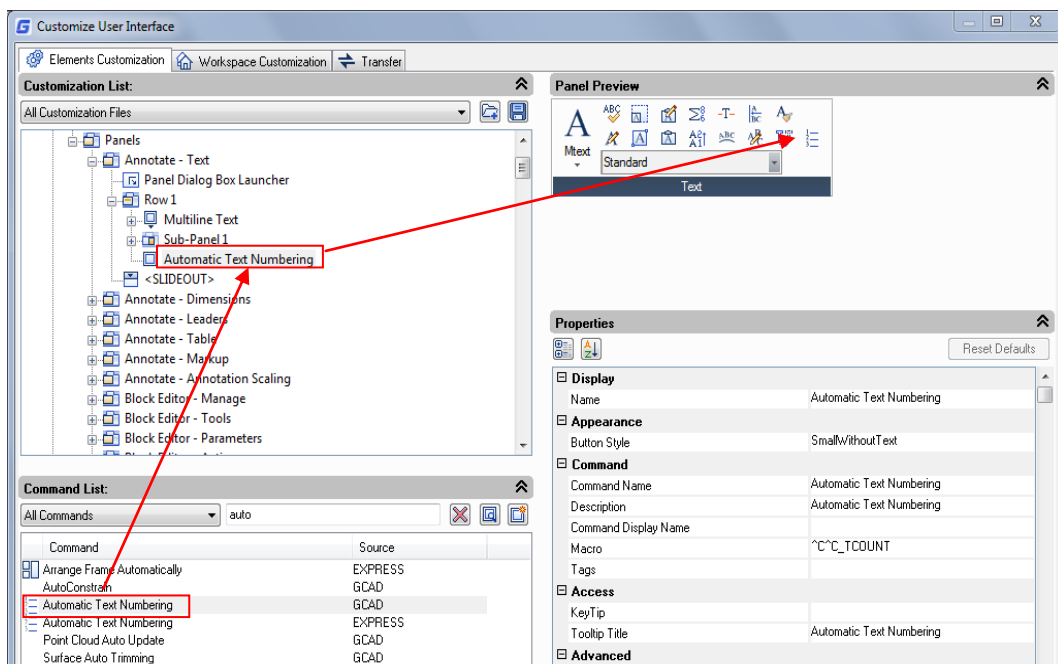 Customize User Interface
Elements Customization
Workspace Customization
Transfer
Customization List:
All Customization Files
Panels
Annotate - Text
Panel Dialog Box Launcher
Row 1
Multiline Text
Sub-Panel 1
Automatic Text Numbering
<SLIDEOUT>
Annotate - Dimensions
Annotate - Leaders
Annotate - Table
Annotate - Markup
Annotate - Annotation Scaling
Block Editor - Manage
Block Editor - Tools
Block Editor - Parameters
Command List:
All Commands
auto
Command Source
Arrange Frame Automatically EXPRESS
AutoConstrain GCAD
Automatic Text Numbering GCAD
Automatic Text Numbering EXPRESS
Point Cloud Auto Update GCAD
Surface Auto Trimming GCAD
Panel Preview
Mtext
Standard
Text
Properties
Reset Defaults
Display
Name Automatic Text Numbering
Appearance
Button Style SmallWithoutText
Command
Command Name Automatic Text Numbering
Description Automatic Text Numbering
Command Display Name
Macro ^C^C_TCOUNT
Tags
Access
KeyTip
Tooltip Title Automatic Text Numbering
Advanced